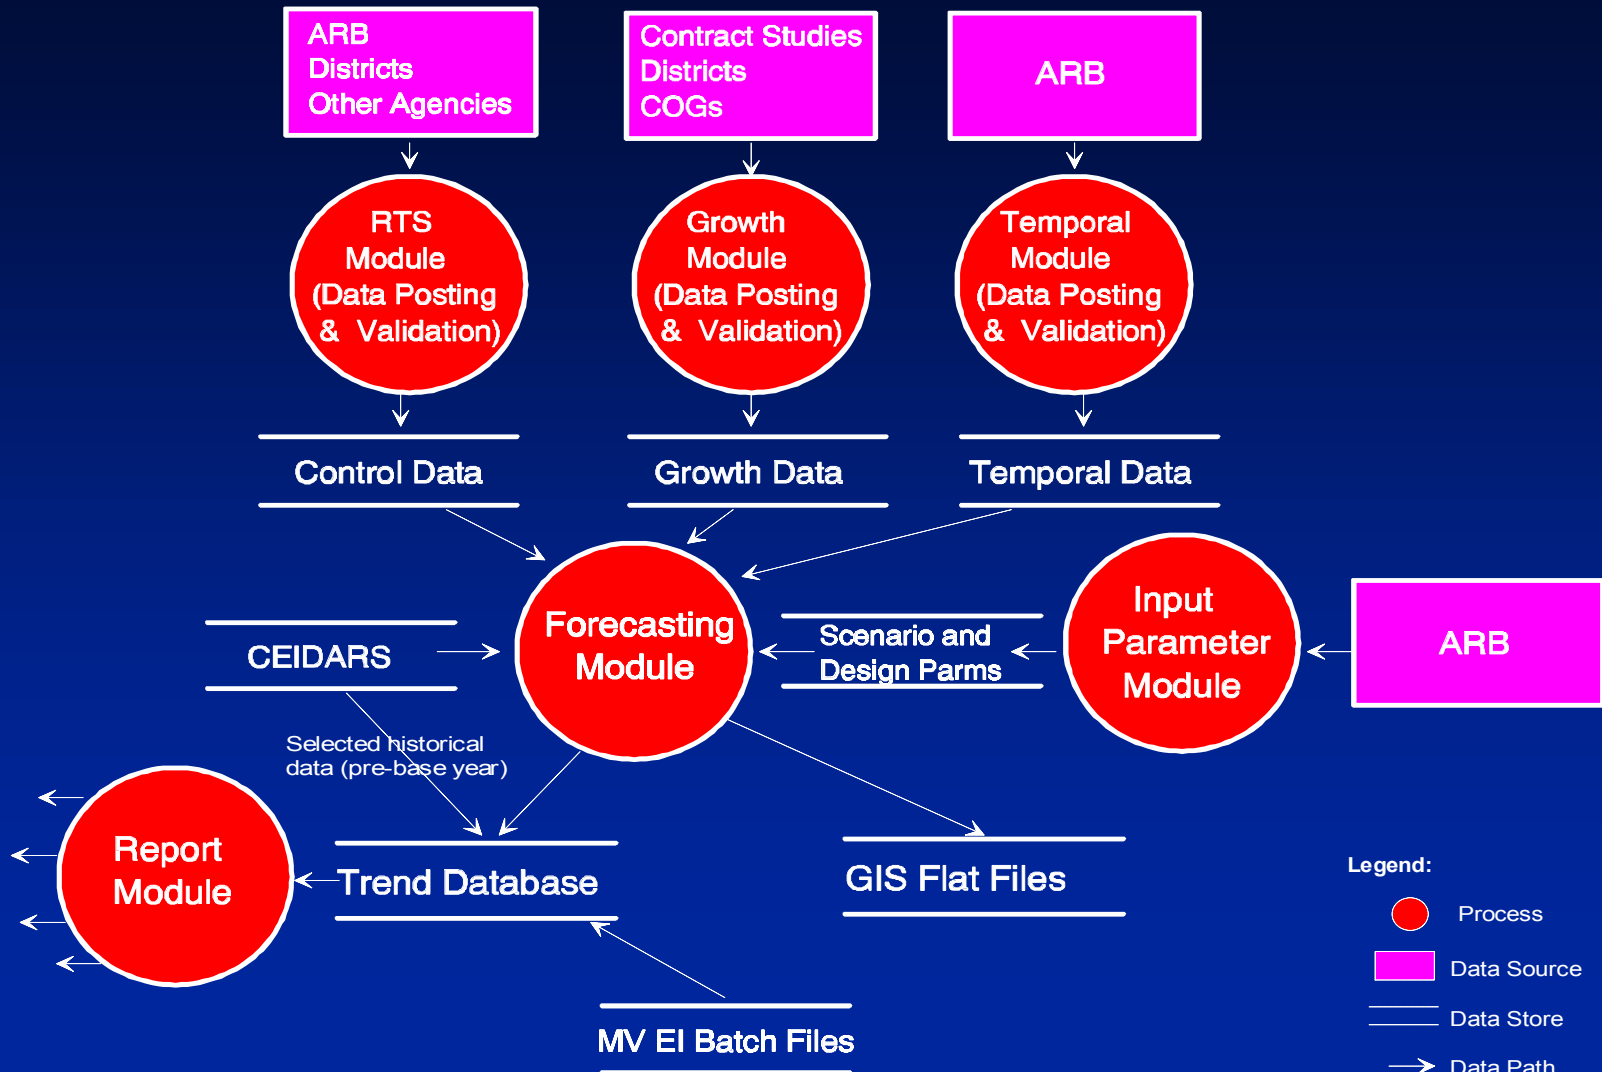 ARB
Districts
Other Agencies
Contract Studies
Districts
COGs
ARB
RTS
Module
(Data Posting
& Validation)
Growth
Module
(Data Posting
& Validation)
Temporal
Module
(Data Posting
& Validation)
Control Data
Growth Data
Temporal Data
Forecasting
Module
CEIDARS
Scenario and
Design Parms
Input
Parameter
Module
ARB
Selected historical
data (pre-base year)
Report
Module
Trend Database
GIS Flat Files
MV EI Batch Files
Legend:
Process
Data Source
Data Store
Data Path